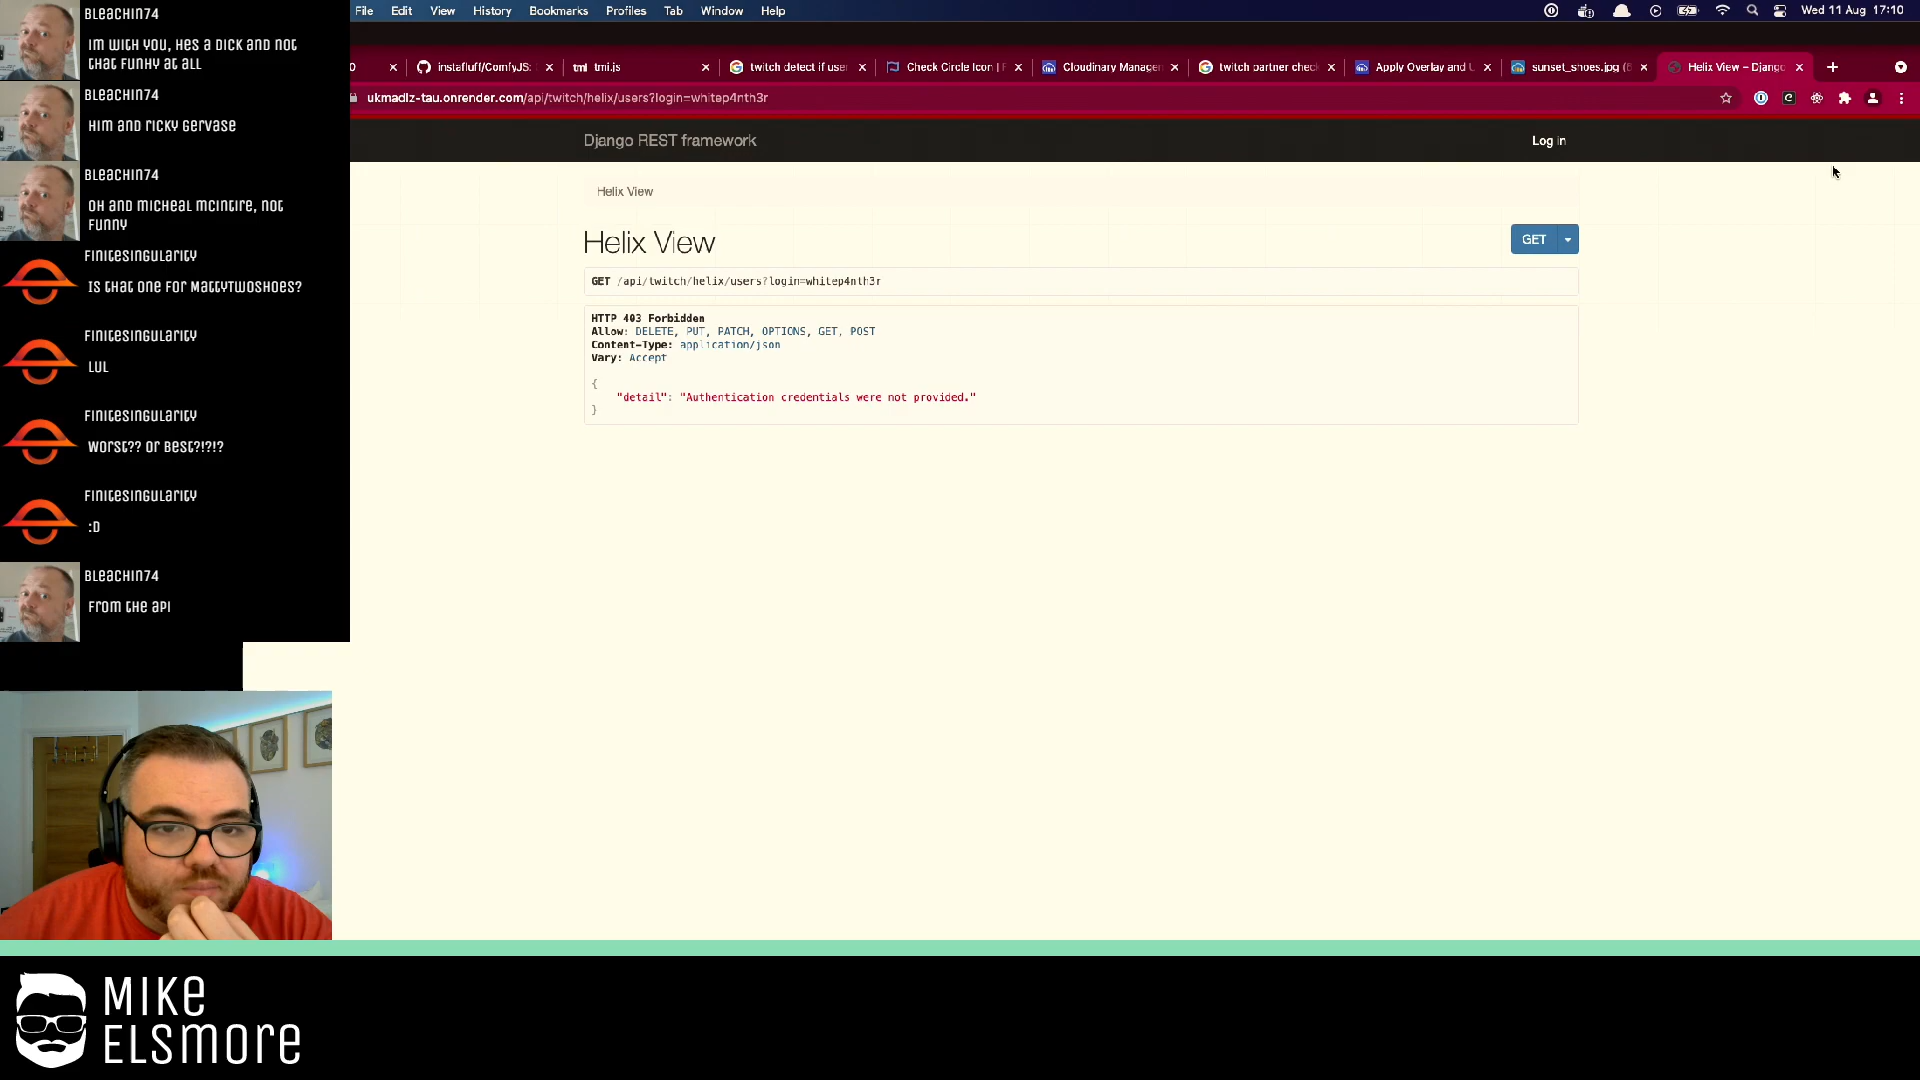 Bleachin74
Im with you, hes a dick and not
that funny at all
Bleachin74
Him and ricky gervase
Bleachin74
Oh and micheal mcintire, not
funny
finitesingularity
Is that one for MattyTwoShoes?
finitesingularity
LUL
finitesingularity
Worst?? or Best?!?!?
finitesingularity
:D
Bleachin74
From the api
MIKE
ELSMORE
File Edit View History Bookmarks Profiles Tab Window Help
Wed 11 Aug 17:10
instafluff/ComfyJS:
tmi tmi.js
twitch detect if user
Check Circle Icon | F
Cloudinary Manage
twitch partner chec
Apply Overlay and
sunset_shoes.jpg (6
Helix View – Django
ukmadlz-tau.onrender.com/api/twitch/helix/users?login=whitep4nth3r
Django REST framework
Log in
Helix View
Helix View
GET
GET /api/twitch/helix/users?login=whitep4nth3r
HTTP 403 Forbidden
Allow: DELETE, PUT, PATCH, OPTIONS, GET, POST
Content-Type: application/json
Vary: Accept
{
"detail": "Authentication credentials were not provided."
}